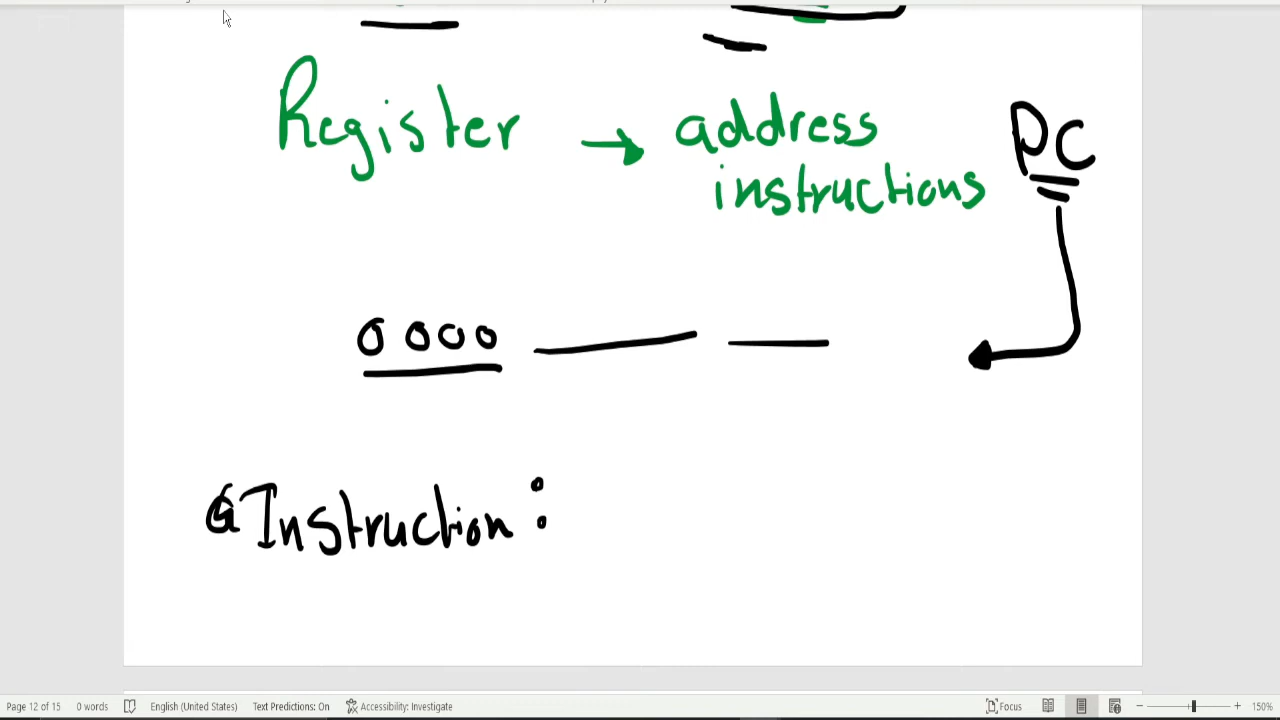 Register → address PC
instructions
0000
Instruction:
Page 12 of 15 0 words English (United States) Text Predictions: On Accessibility: Investigate Focus 150%